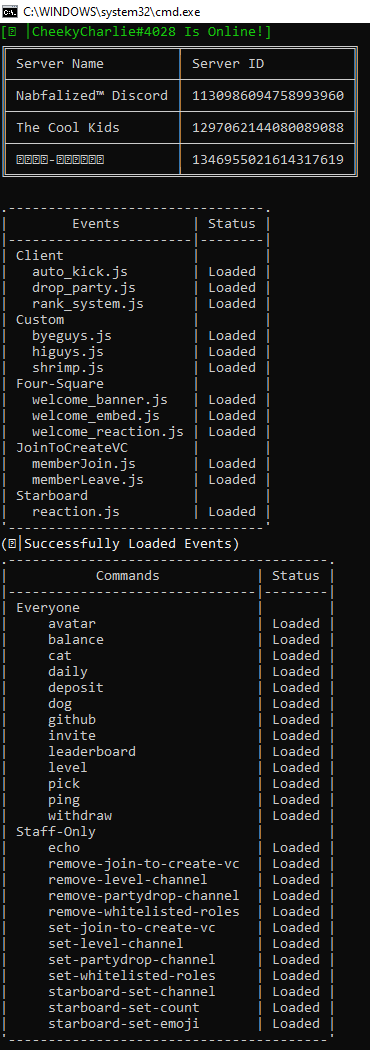 C:\WINDOWS\system32\cmd.exe
[ |CheekyCharlie#4028 Is Online!]
Server Name Server ID
Nabfalized™ Discord 1130986094758993960
The Cool Kids 1297062144080089088
- 1346955021614317619
Events | Status
Client
auto_kick.js | Loaded
drop_party.js | Loaded
rank_system.js | Loaded
Custom
byeguys.js | Loaded
higuys.js | Loaded
shrimp.js | Loaded
Four-Square
welcome_banner.js | Loaded
welcome_embed.js | Loaded
welcome_reaction.js | Loaded
JoinToCreateVC
memberJoin.js | Loaded
memberLeave.js | Loaded
Starboard
reaction.js | Loaded
( |Successfully Loaded Events)
Commands | Status
Everyone
avatar | Loaded
balance | Loaded
cat | Loaded
daily | Loaded
deposit | Loaded
dog | Loaded
github | Loaded
invite | Loaded
leaderboard | Loaded
level | Loaded
pick | Loaded
ping | Loaded
withdraw | Loaded
Staff-Only
echo | Loaded
remove-join-to-create-vc | Loaded
remove-level-channel | Loaded
remove-partydrop-channel | Loaded
remove-whitelisted-roles | Loaded
set-join-to-create-vc | Loaded
set-level-channel | Loaded
set-partydrop-channel | Loaded
set-whitelisted-roles | Loaded
starboard-set-channel | Loaded
starboard-set-count | Loaded
starboard-set-emoji | Loaded